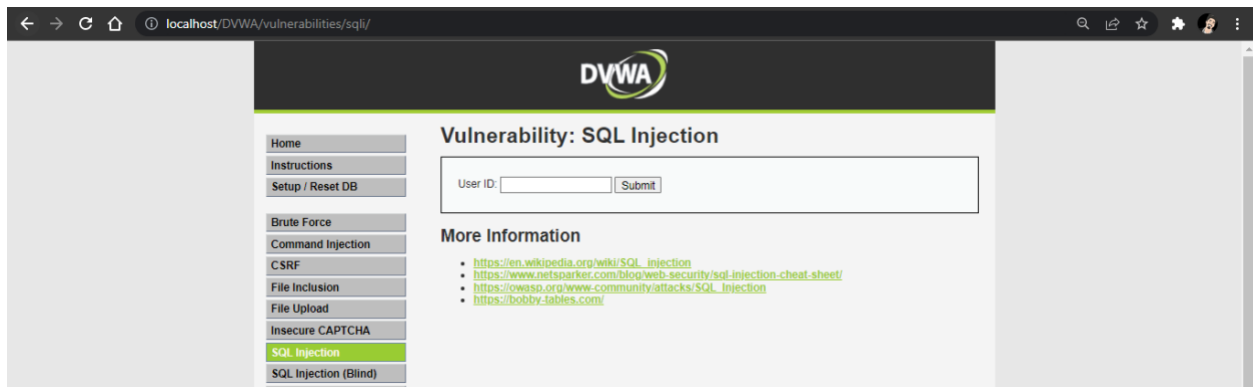 localhost/DVWA/vulnerabilities/sqli/
DVWA
Home
Instructions
Setup / Reset DB
Brute Force
Command Injection
CSRF
File Inclusion
File Upload
Insecure CAPTCHA
SQL Injection
SQL Injection (Blind)
Vulnerability: SQL Injection
User ID:
Submit
More Information
https://en.wikipedia.org/wiki/SQL_injection
https://www.netsparker.com/blog/web-security/sql-injection-cheat-sheet/
https://owasp.org/www-community/attacks/SQL_Injection
https://bobby-tables.com/